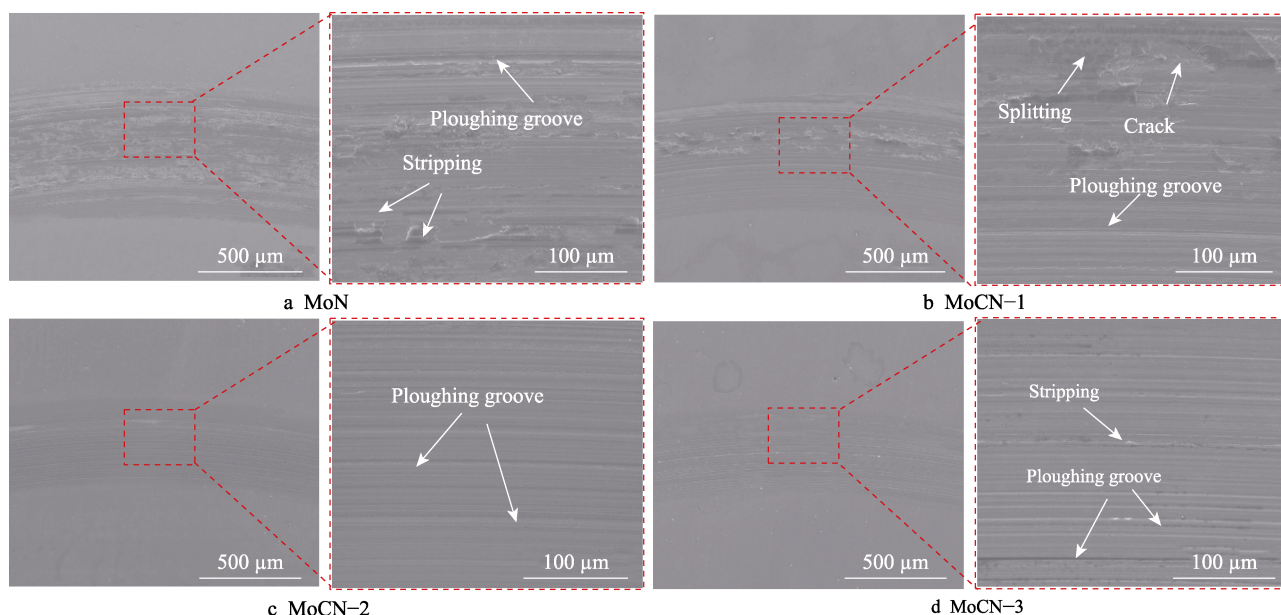 Ploughing groove
Stripping
500 μm
100 μm
a MoN
Splitting
Crack
Ploughing groove
500 μm
100 μm
b MoCN−1
Ploughing groove
500 μm
100 μm
c MoCN−2
Stripping
Ploughing groove
500 μm
100 μm
d MoCN−3